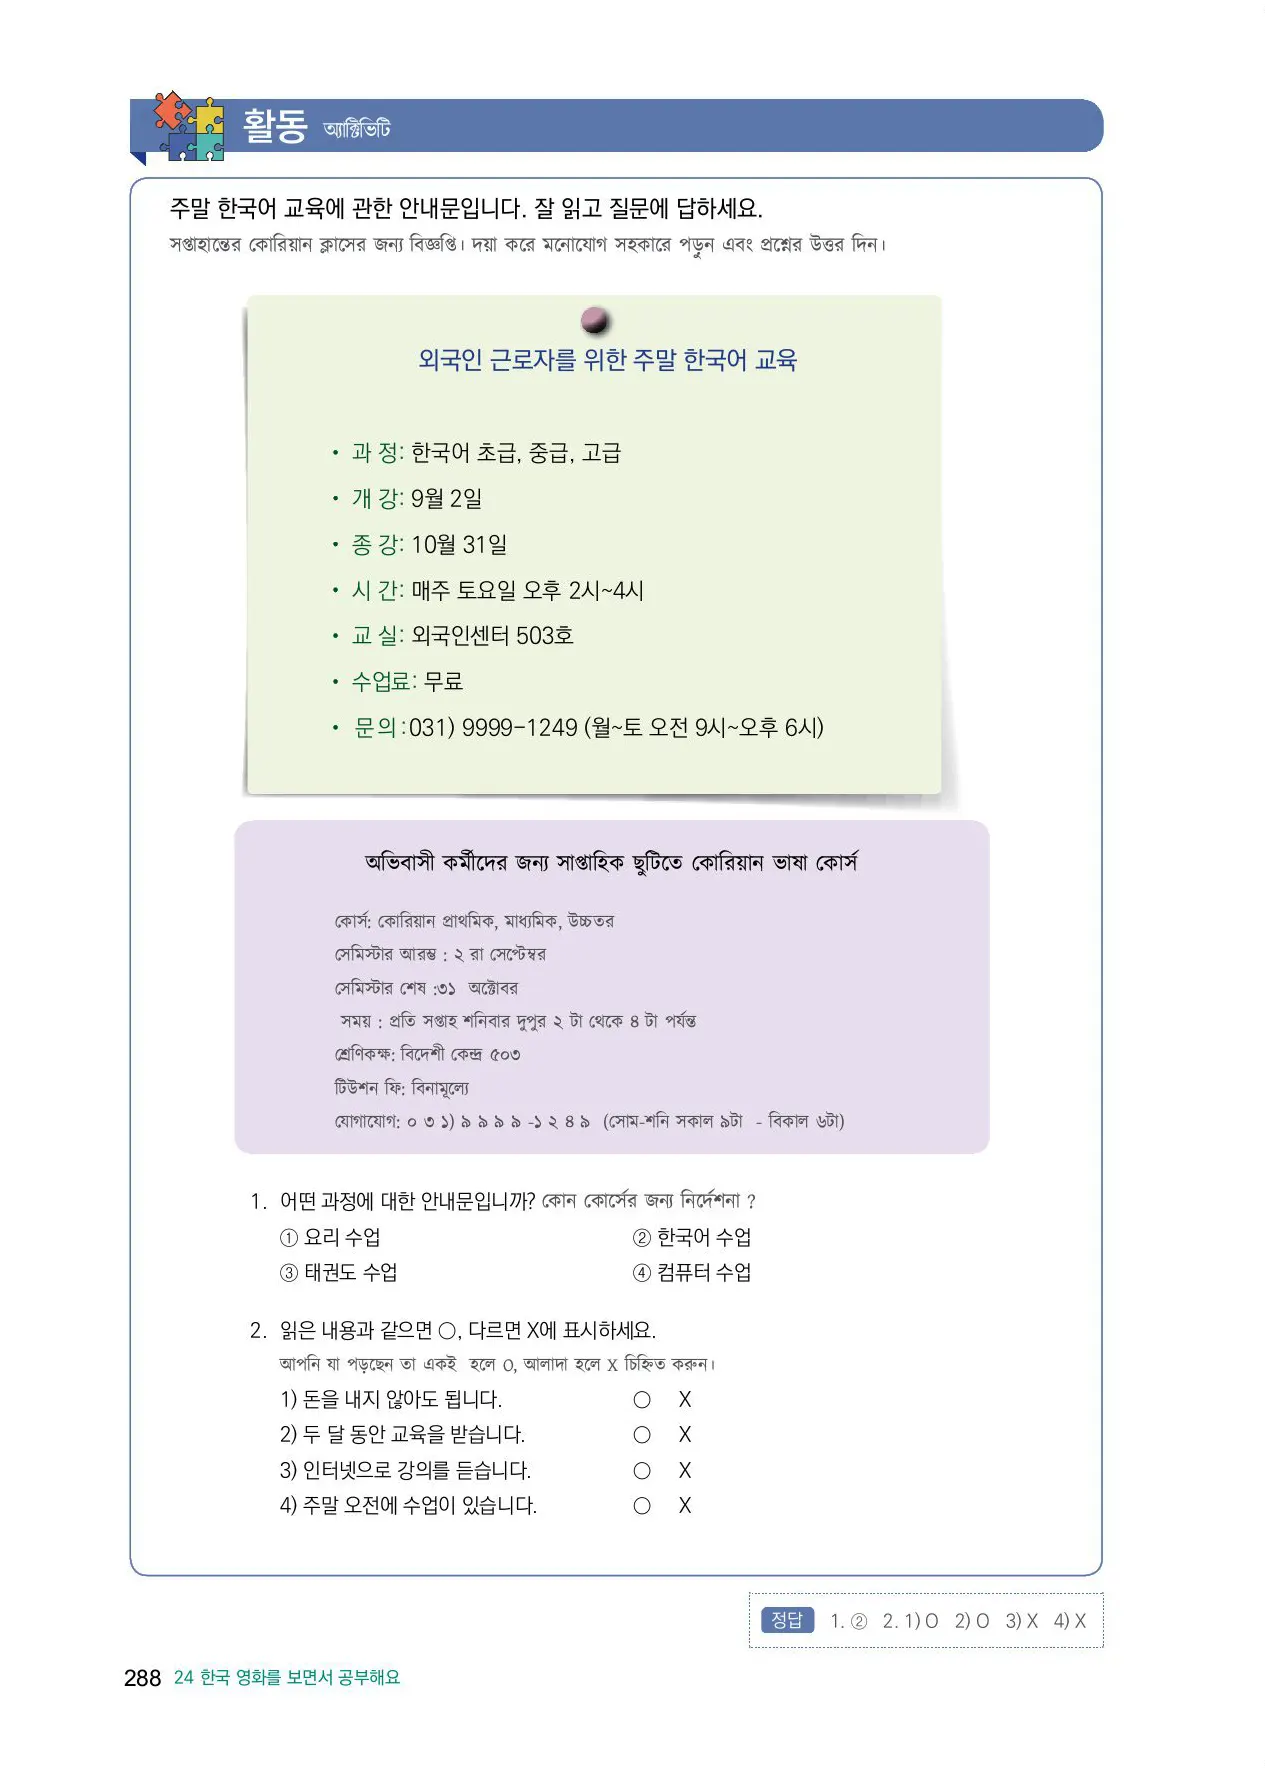 활동 অ্যাক্টিভিটি
주말 한국어 교육에 관한 안내문입니다. 잘 읽고 질문에 답하세요.
সপ্তাহান্তের কোরিয়ান ক্লাসের জন্য বিজ্ঞপ্তি। দয়া করে মনোযোগ সহকারে পড়ুন এবং প্রশ্নের উত্তর দিন।
외국인 근로자를 위한 주말 한국어 교육
• 과 정: 한국어 초급, 중급, 고급
• 개 강: 9월 2일
• 종 강: 10월 31일
• 시 간: 매주 토요일 오후 2시~4시
• 교 실: 외국인센터 503호
• 수업료: 무료
• 문의:031) 9999-1249 (월~토 오전 9시~오후 6시)
অভিবাসী কর্মীদের জন্য সাপ্তাহিক ছুটিতে কোরিয়ান ভাষা কোর্স
কোর্স: কোরিয়ান প্রাথমিক, মাধ্যমিক, উচ্চতর
সেমিস্টার আরম্ভ : ২ রা সেপ্টেম্বর
সেমিস্টার শেষ :৩১ অক্টোবর
সময় : প্রতি সপ্তাহ শনিবার দুপুর ২ টা থেকে ৪ টা পর্যন্ত
শ্রেণিকক্ষ: বিদেশী কেন্দ্র ৫০৩
টিউশন ফি: বিনামূল্যে
যোগাযোগ: ০ ৩ ১) ৯ ৯ ৯ ৯ -১ ২ ৪ ৯ (সোম-শনি সকাল ৯টা - বিকাল ৬টা)
1. 어떤 과정에 대한 안내문입니까? কোন কোর্সের জন্য নির্দেশনা ?
① 요리 수업 ② 한국어 수업
③ 태권도 수업 ④ 컴퓨터 수업
2. 읽은 내용과 같으면 ○, 다르면 X에 표시하세요.
আপনি যা পড়ছেন তা একই হলে O, আলাদা হলে X চিহ্নিত করুন।
1) 돈을 내지 않아도 됩니다. ○ X
2) 두 달 동안 교육을 받습니다. ○ X
3) 인터넷으로 강의를 듣습니다. ○ X
4) 주말 오전에 수업이 있습니다. ○ X
정답 1. ② 2. 1) O 2) O 3) X 4) X
288 24 한국 영화를 보면서 공부해요